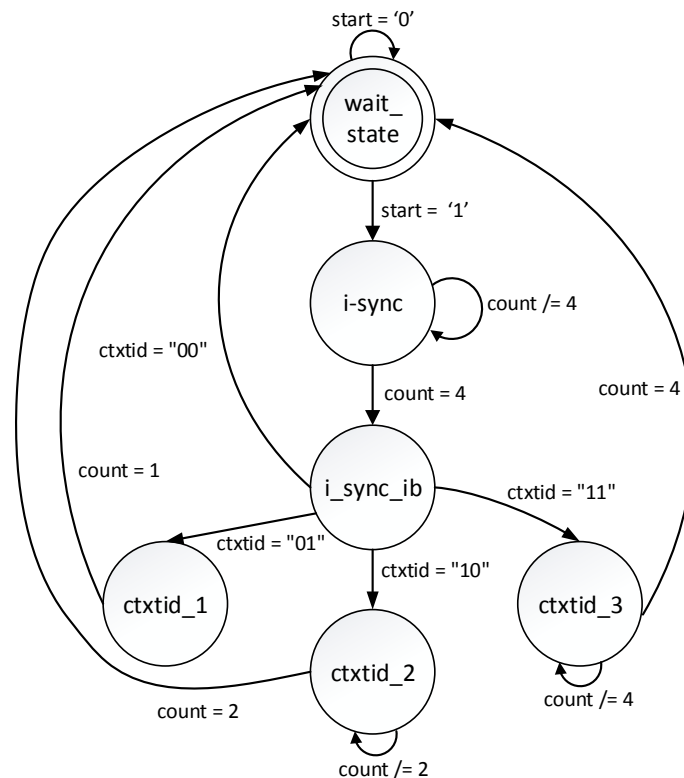 start = ‘0’
wait_
state
start = ‘1’
i-sync
count /= 4
ctxtid = "00"
count = 4
count = 4
count = 1
i_sync_ib
ctxtid = "11"
ctxtid = "01"
ctxtid = "10"
ctxtid_1
ctxtid_3
ctxtid_2
count = 2
count /= 4
count /= 2